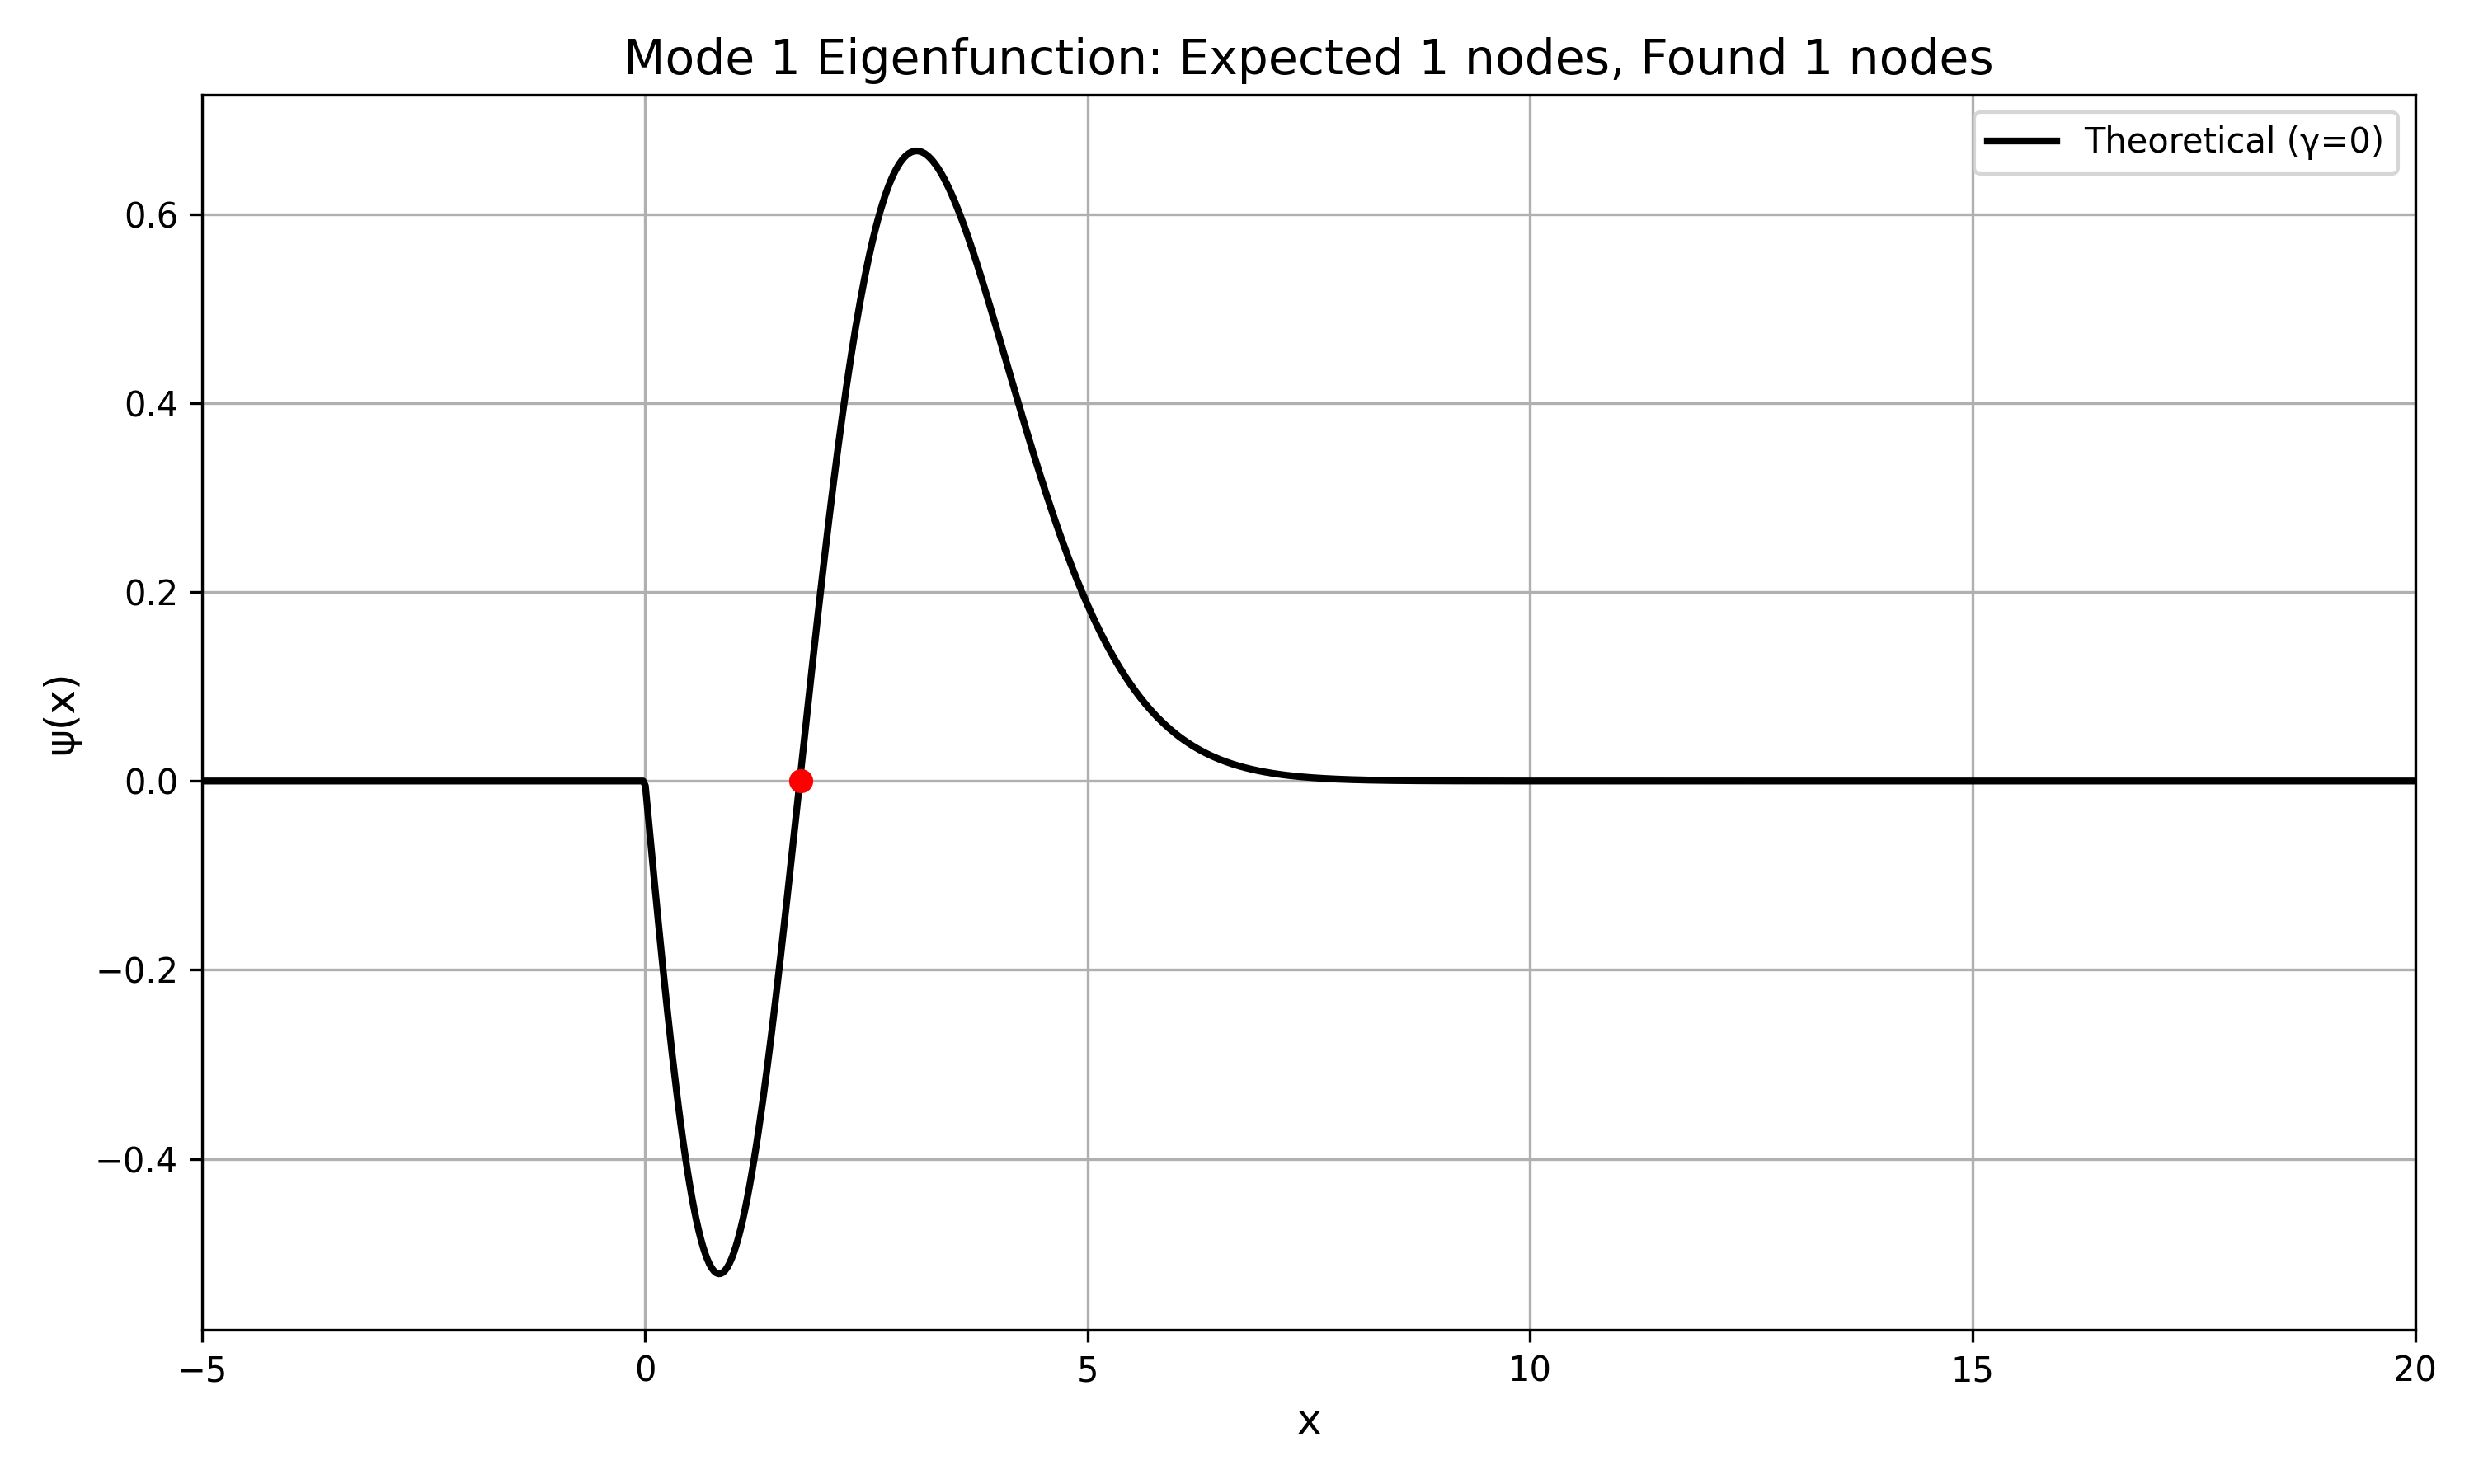 Mode 1 Eigenfunction: Expected 1 nodes, Found 1 nodes
Theoretical (γ=0)
0.6
0.4
0.2
0.0
−0.2
−0.4
ψ(x)
−5 0 5 10 15 20
x